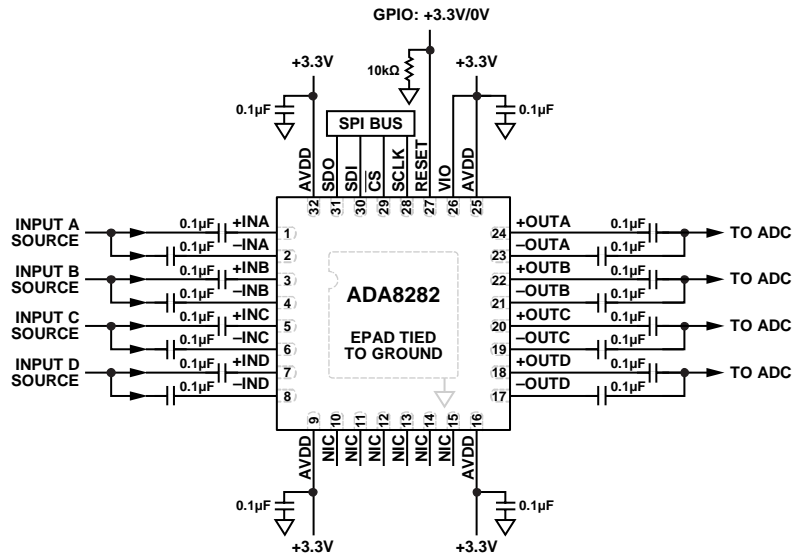 GPIO: +3.3V/0V
+3.3V
10kΩ
+3.3V
0.1µF
0.1µF
SPI BUS
AVDD
SDO
SDI
CS
SCLK
RESET
VIO
AVDD
32
31
30
29
28
27
26
25
INPUT A
SOURCE
0.1µF
+INA
1
0.1µF
–INA
2
INPUT B
SOURCE
0.1µF
+INB
3
0.1µF
–INB
4
INPUT C
SOURCE
0.1µF
+INC
5
0.1µF
–INC
6
INPUT D
SOURCE
0.1µF
+IND
7
0.1µF
–IND
8
ADA8282
EPAD TIED
TO GROUND
24
+OUTA
0.1µF
TO ADC
23
–OUTA
0.1µF
22
+OUTB
0.1µF
TO ADC
21
–OUTB
0.1µF
20
+OUTC
0.1µF
TO ADC
19
–OUTC
0.1µF
18
+OUTD
0.1µF
TO ADC
17
–OUTD
0.1µF
9
10
11
12
13
14
15
16
AVDD
NIC
NIC
NIC
NIC
NIC
NIC
AVDD
0.1µF
0.1µF
+3.3V
+3.3V